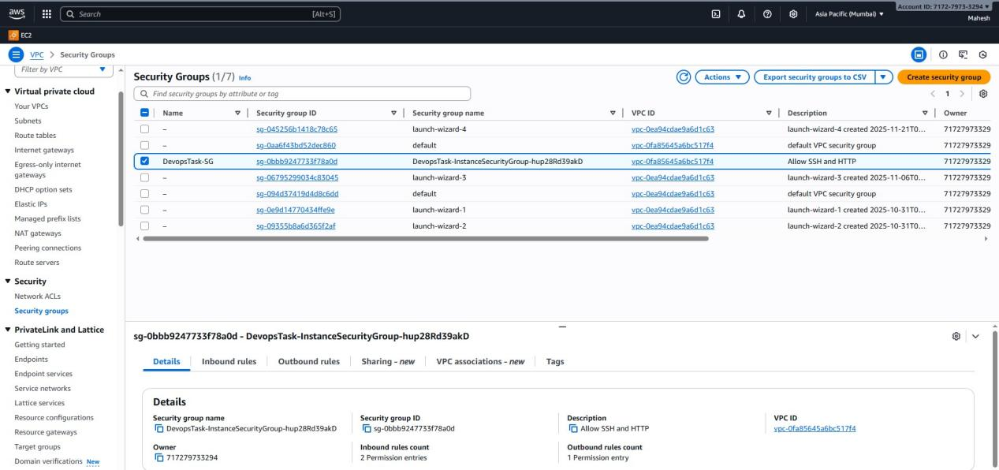 aws Search [Alt+S] Asia Pacific (Mumbai) ▼ Account ID: 7172-7973-3294 ▼
Mahesh
EC2
VPC > Security Groups
Filter by VPC
Virtual private cloud
Your VPCs
Subnets
Route tables
Internet gateways
Egress-only internet
gateways
DHCP option sets
Elastic IPs
Managed prefix lists
NAT gateways
Peering connections
Route servers
Security
Network ACLs
Security groups
PrivateLink and Lattice
Getting started
Endpoints
Endpoint services
Service networks
Lattice services
Resource configurations
Resource gateways
Target groups
Domain verifications New
Security Groups (1/7) Info Actions Export security groups to CSV Create security group
Find security groups by attribute or tag 1
Name Security group ID Security group name VPC ID Description Owner
– sg-045256b1418c78c65 launch-wizard-4 vpc-0ea94cdae9a6d1c63 launch-wizard-4 created 2025-11-21T0... 71727973329
– sg-0aa6f43bd52dec860 default vpc-0fa85645a6bc517f4 default VPC security group 71727973329
DevopsTask-SG sg-0bbb9247733f78a0d DevopsTask-InstanceSecurityGroup-hup28Rd39akD vpc-0fa85645a6bc517f4 Allow SSH and HTTP 71727973329
– sg-06795299034c83045 launch-wizard-3 vpc-0ea94cdae9a6d1c63 launch-wizard-3 created 2025-11-06T0... 71727973329
– sg-094d37419d4d8c6dd default vpc-0ea94cdae9a6d1c63 default VPC security group 71727973329
– sg-0e9d14770434ffe9e launch-wizard-1 vpc-0ea94cdae9a6d1c63 launch-wizard-1 created 2025-10-31T0... 71727973329
– sg-09355b8a6d365f2af launch-wizard-2 vpc-0ea94cdae9a6d1c63 launch-wizard-2 created 2025-10-31T0... 71727973329
sg-0bbb9247733f78a0d - DevopsTask-InstanceSecurityGroup-hup28Rd39akD
Details Inbound rules Outbound rules Sharing - new VPC associations - new Tags
Details
Security group name Security group ID Description VPC ID
DevopsTask-InstanceSecurityGroup-hup28Rd39akD sg-0bbb9247733f78a0d Allow SSH and HTTP vpc-0fa85645a6bc517f4
Owner Inbound rules count Outbound rules count
717279733294 2 Permission entries 1 Permission entry